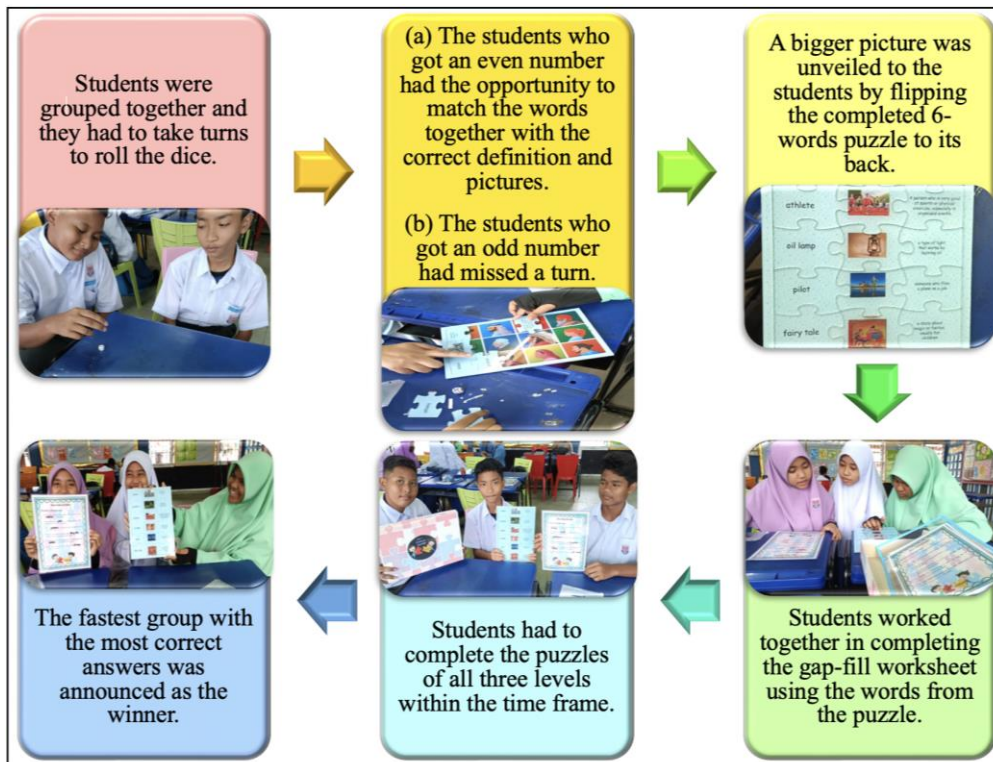 Students were
grouped together and
they had to take turns
to roll the dice.
(a) The students who
got an even number
had the opportunity to
match the words
together with the
correct definition and
pictures.
(b) The students who
got an odd number
had missed a turn.
A bigger picture was
unveiled to the
students by flipping
the completed 6-
words puzzle to its
back.
athlete
oil lamp
pilot
fairy tale
Students worked
together in completing
the gap-fill worksheet
using the words from
the puzzle.
Students had to
complete the puzzles
of all three levels
within the time frame.
The fastest group with
the most correct
answers was
announced as the
winner.